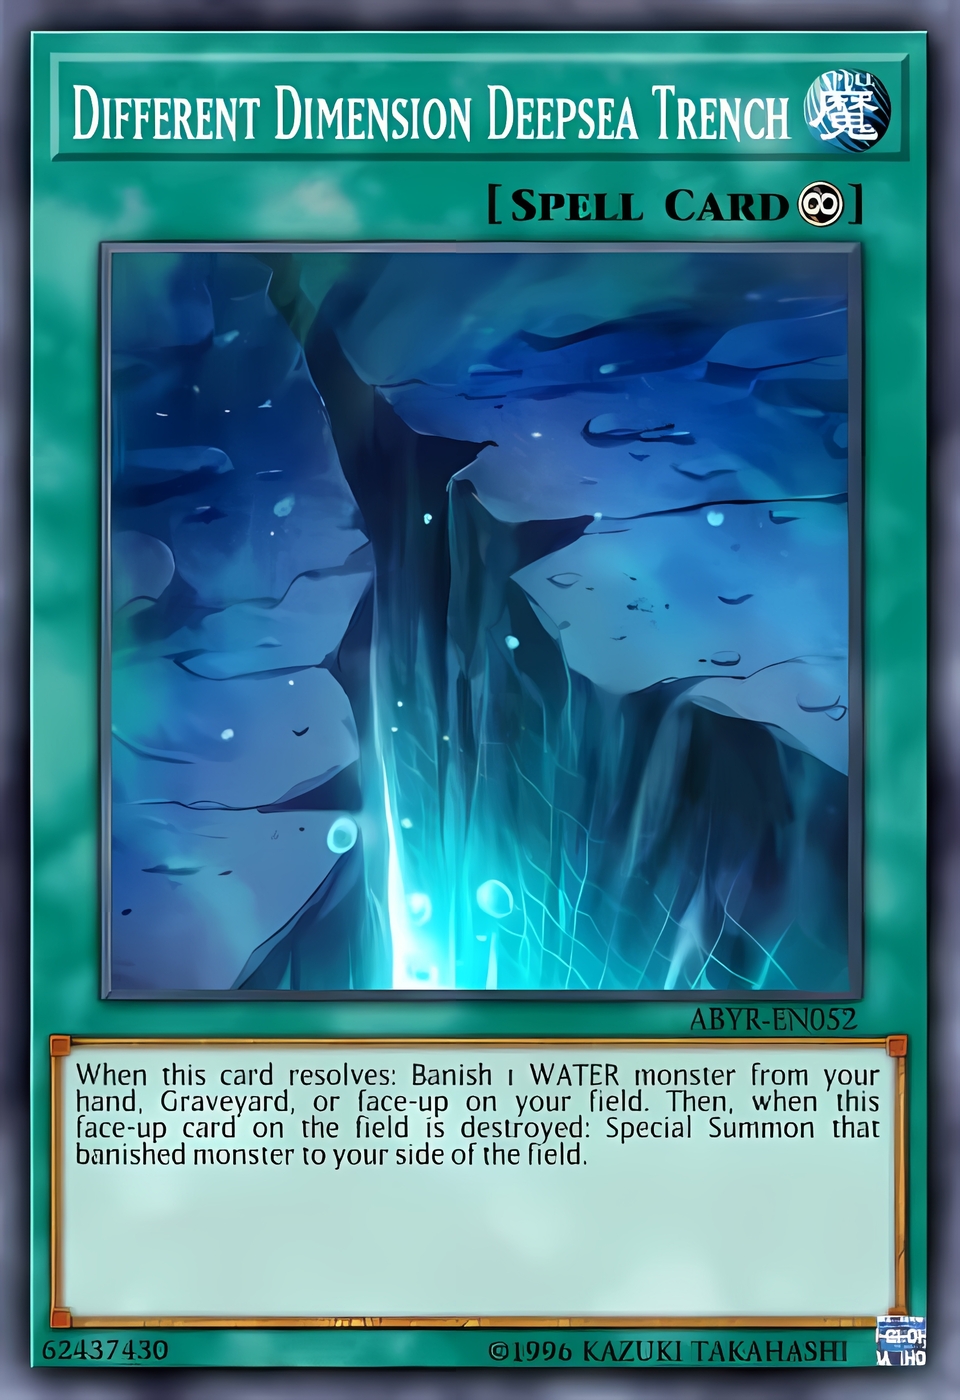 DIFFERENT DIMENSION DEEPSEA TRENCH 魔
[SPELL CARD]
ABYR-EN052
When this card resolves: Banish 1 WATER monster from your
hand, Graveyard, or face-up on your field. Then, when this
face-up card on the field is destroyed: Special Summon that
banished monster to your side of the field.
62437430
©1996 KAZUKI TAKAHASHI